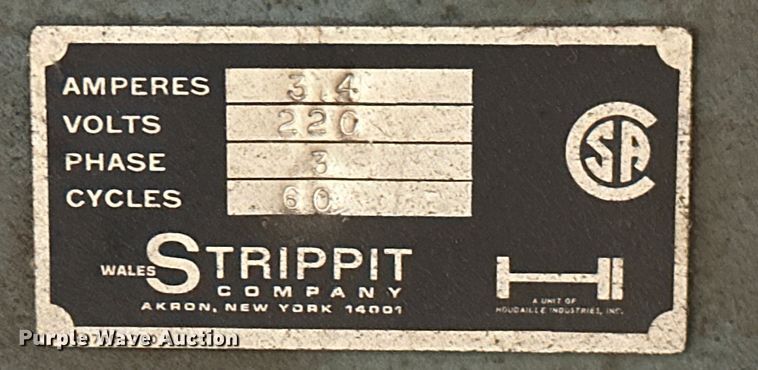 AMPERES 3.4
VOLTS 220
PHASE 3
CYCLES 60
CSA
WALES STRIPPIT
COMPANY
AKRON, NEW YORK 14001
H
A UNIT OF
HOUDAILLE INDUSTRIES, INC.
Purple Wave Auction